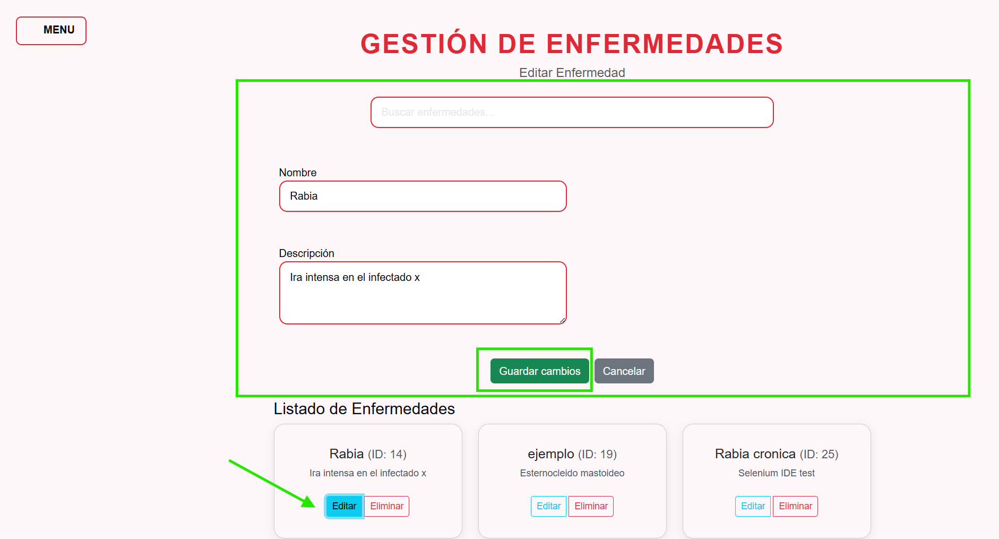 MENU
GESTIÓN DE ENFERMEDADES
Editar Enfermedad
Buscar enfermedades...
Nombre
Rabia
Descripción
Ira intensa en el infectado x
Guardar cambios Cancelar
Listado de Enfermedades
Rabia (ID: 14)
Ira intensa en el infectado x
Editar Eliminar
ejemplo (ID: 19)
Esternocleido mastoideo
Editar Eliminar
Rabia cronica (ID: 25)
Selenium IDE test
Editar Eliminar